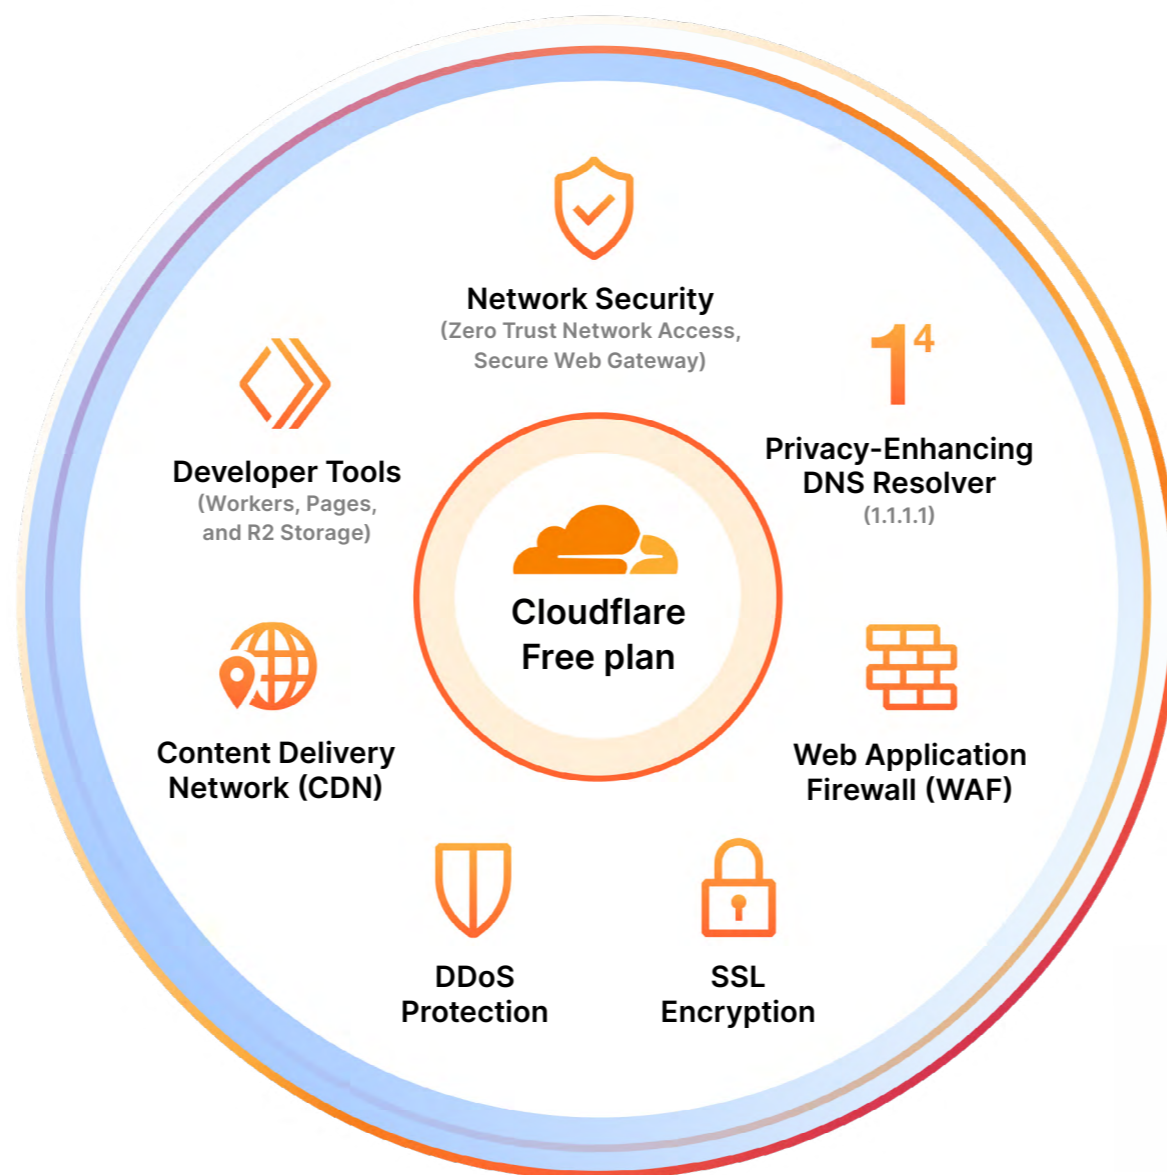 Network Security
(Zero Trust Network Access,
Secure Web Gateway)
1⁴
Privacy-Enhancing
DNS Resolver
(1.1.1.1)
Developer Tools
(Workers, Pages,
and R2 Storage)
Cloudflare
Free plan
Content Delivery
Network (CDN)
Web Application
Firewall (WAF)
DDoS
Protection
SSL
Encryption